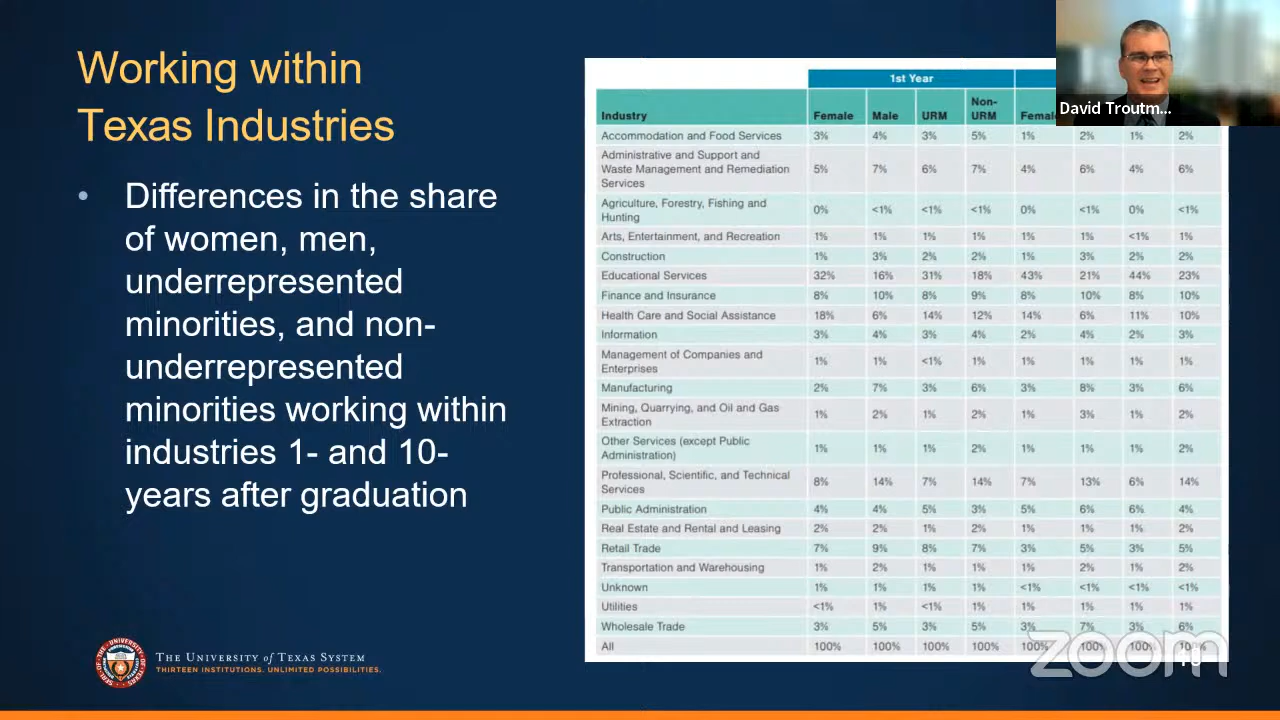 Working within
Texas Industries
• Differences in the share
of women, men,
underrepresented
minorities, and non-
underrepresented
minorities working within
industries 1- and 10-
years after graduation
1st Year
Industry Female Male URM Non-URM Female
Accommodation and Food Services 3% 4% 3% 5% 1% 2% 1% 2%
Administrative and Support and
Waste Management and Remediation
Services 5% 7% 6% 7% 4% 6% 4% 6%
Agriculture, Forestry, Fishing and
Hunting 0% <1% <1% <1% 0% <1% 0% <1%
Arts, Entertainment, and Recreation 1% 1% 1% 1% 1% 1% <1% 1%
Construction 1% 3% 2% 2% 1% 3% 2% 2%
Educational Services 32% 16% 31% 18% 43% 21% 44% 23%
Finance and Insurance 8% 10% 8% 9% 8% 10% 8% 10%
Health Care and Social Assistance 18% 6% 14% 12% 14% 6% 11% 10%
Information 3% 4% 3% 4% 2% 4% 2% 3%
Management of Companies and
Enterprises 1% 1% <1% 1% 1% 1% 1% 1%
Manufacturing 2% 7% 3% 6% 3% 8% 3% 6%
Mining, Quarrying, and Oil and Gas
Extraction 1% 2% 1% 2% 1% 3% 1% 2%
Other Services (except Public
Administration) 1% 1% 1% 2% 1% 1% 1% 2%
Professional, Scientific, and Technical
Services 8% 14% 7% 14% 7% 13% 6% 14%
Public Administration 4% 4% 5% 3% 5% 6% 6% 4%
Real Estate and Rental and Leasing 2% 2% 1% 2% 1% 1% 1% 2%
Retail Trade 7% 9% 8% 7% 3% 5% 3% 5%
Transportation and Warehousing 1% 2% 1% 1% 1% 2% 1% 2%
Unknown 1% 1% 1% 1% <1% <1% <1% <1%
Utilities <1% 1% <1% 1% 1% 1% 1% 1%
Wholesale Trade 3% 5% 3% 5% 3% 7% 3% 6%
All 100% 100% 100% 100% 100% 100% 100% 100%
David Troutm...
THE UNIVERSITY of TEXAS SYSTEM
THIRTEEN INSTITUTIONS. UNLIMITED POSSIBILITIES.
zoom